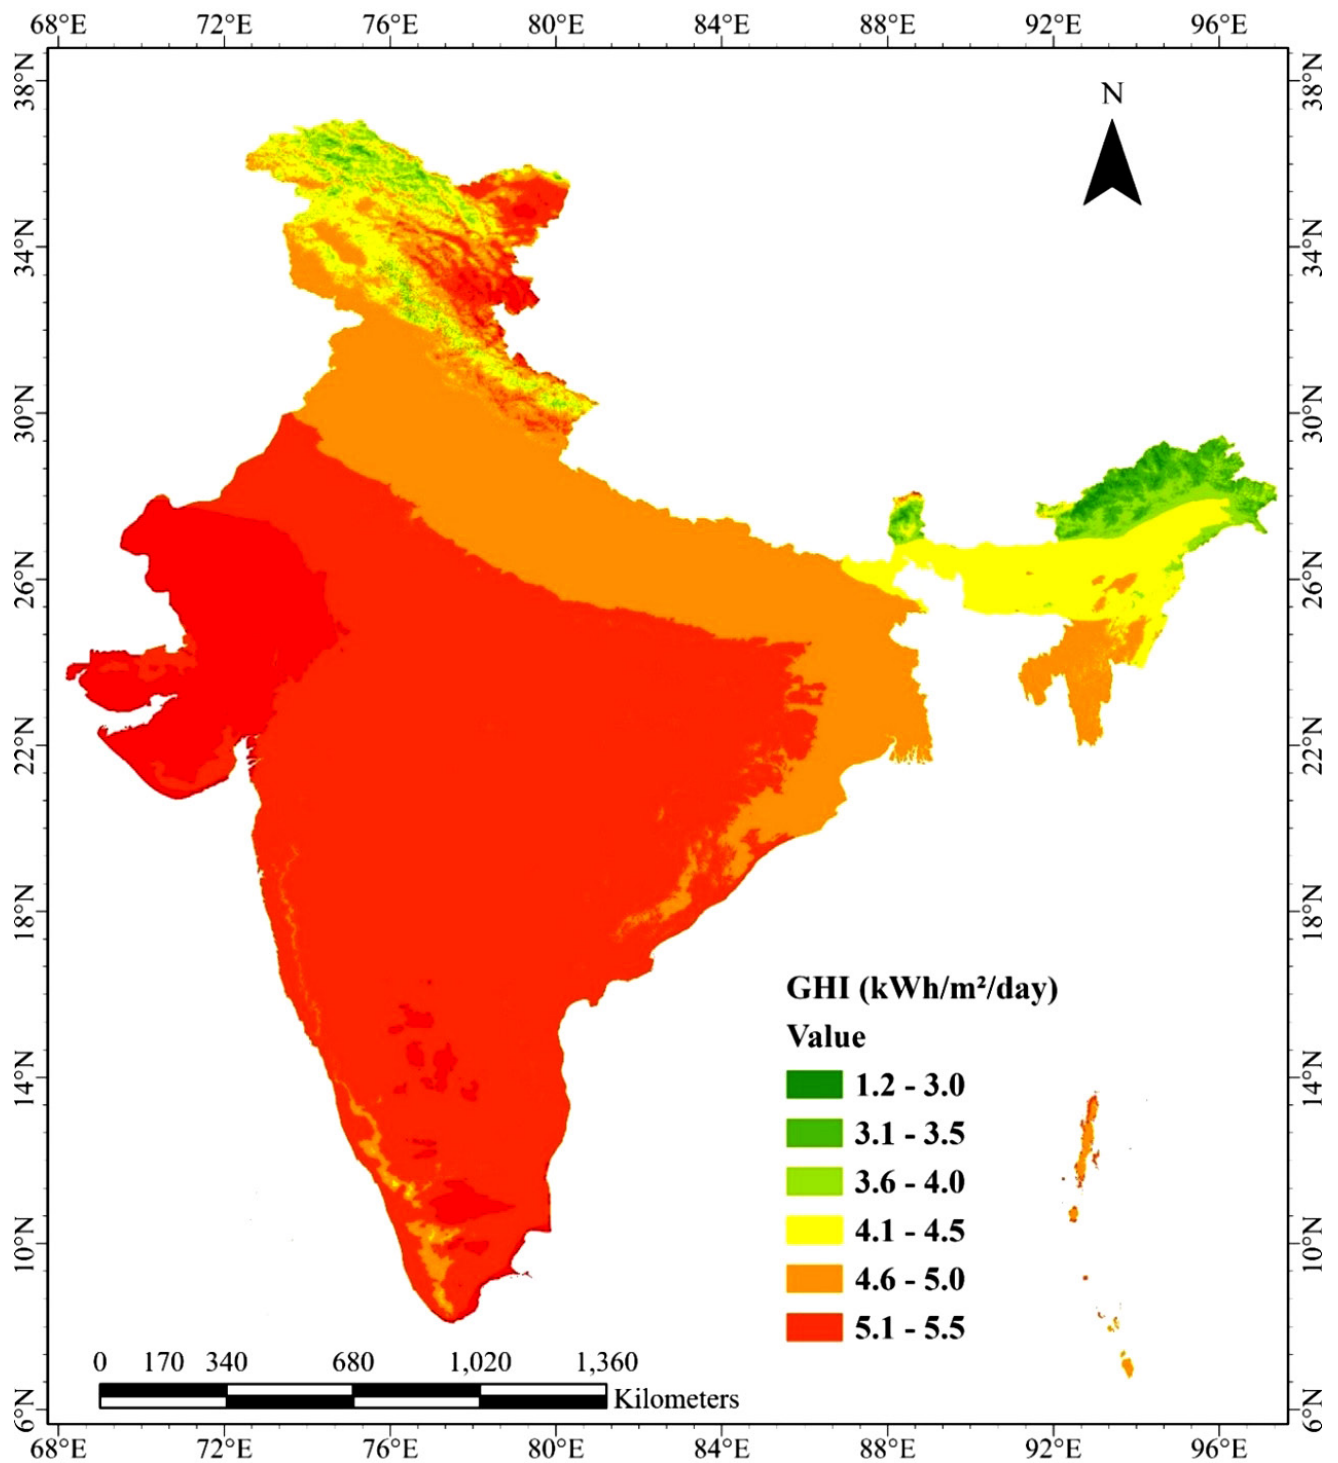 68°E 72°E 76°E 80°E 84°E 88°E 92°E 96°E
38°N
34°N
30°N
26°N
22°N
18°N
14°N
10°N
6°N
N
38°N
34°N
30°N
26°N
22°N
18°N
14°N
10°N
6°N
GHI (kWh/m²/day)
Value
1.2 - 3.0
3.1 - 3.5
3.6 - 4.0
4.1 - 4.5
4.6 - 5.0
5.1 - 5.5
0 170 340 680 1,020 1,360
Kilometers
68°E 72°E 76°E 80°E 84°E 88°E 92°E 96°E